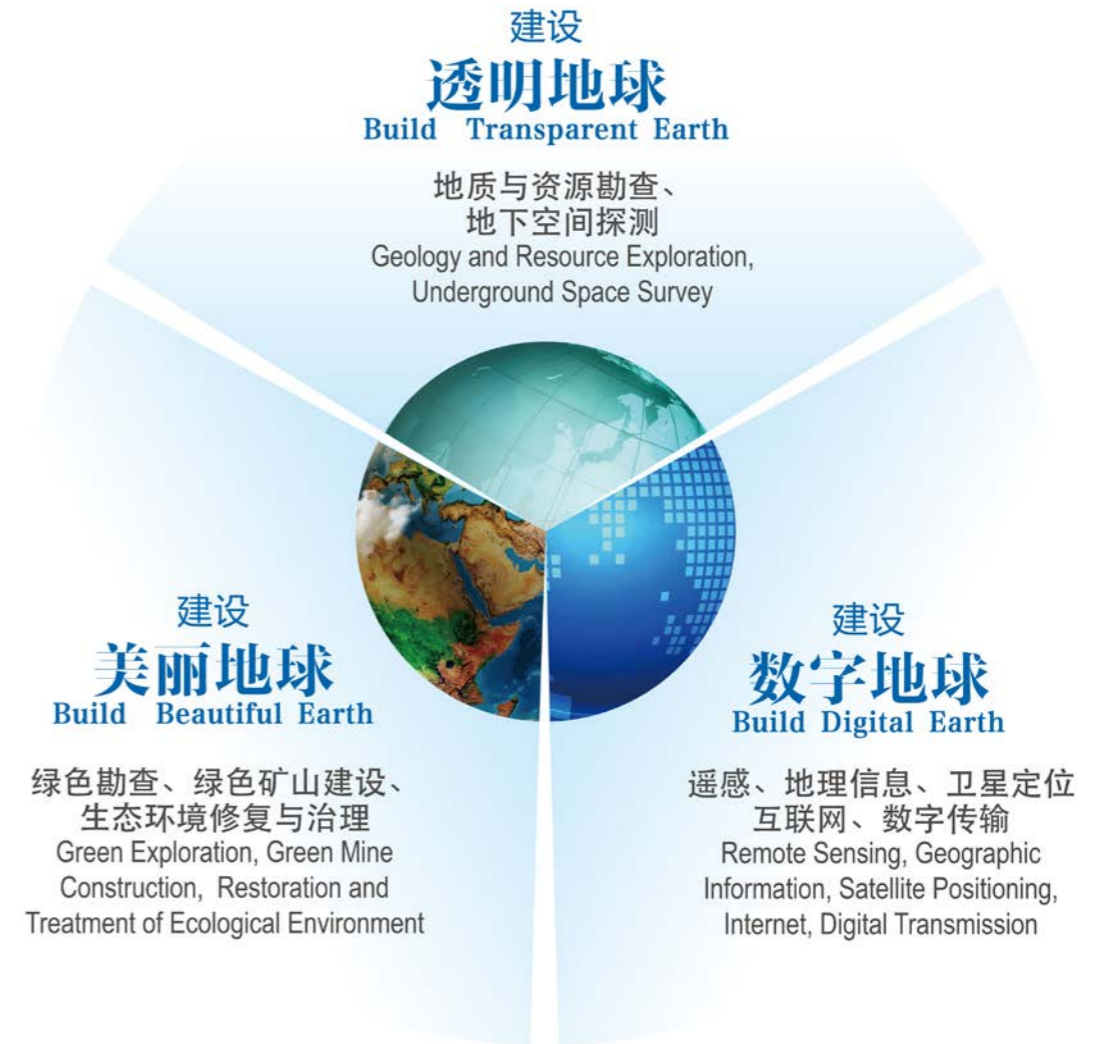 建设
透明地球
Build Transparent Earth
地质与资源勘查、
地下空间探测
Geology and Resource Exploration,
Underground Space Survey
建设
美丽地球
Build Beautiful Earth
绿色勘查、绿色矿山建设、
生态环境修复与治理
Green Exploration, Green Mine
Construction, Restoration and
Treatment of Ecological Environment
建设
数字地球
Build Digital Earth
遥感、地理信息、卫星定位
互联网、数字传输
Remote Sensing, Geographic
Information, Satellite Positioning,
Internet, Digital Transmission